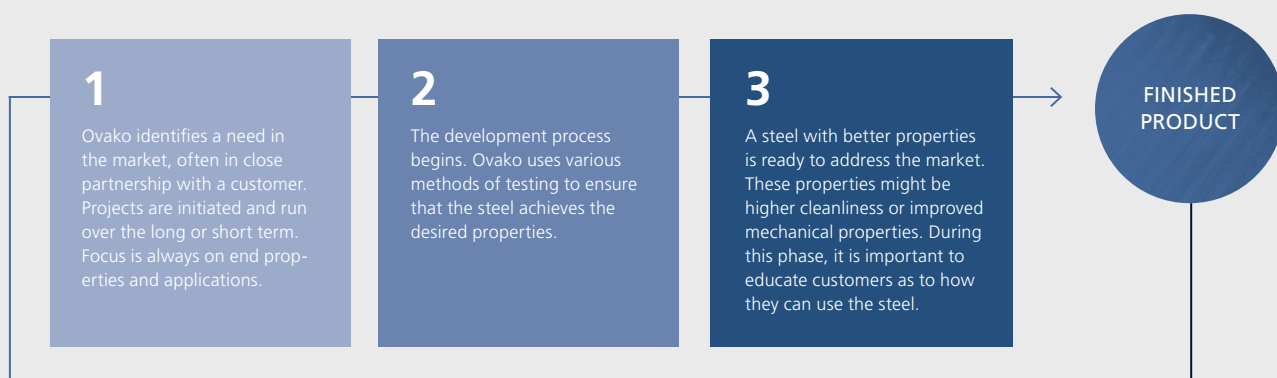 1
Ovako identifies a need in
the market, often in close
partnership with a customer.
Projects are initiated and run
over the long or short term.
Focus is always on end prop-
erties and applications.
2
The development process
begins. Ovako uses various
methods of testing to ensure
that the steel achieves the
desired properties.
3
A steel with better properties
is ready to address the market.
These properties might be
higher cleanliness or improved
mechanical properties. During
this phase, it is important to
educate customers as to how
they can use the steel.
FINISHED
PRODUCT